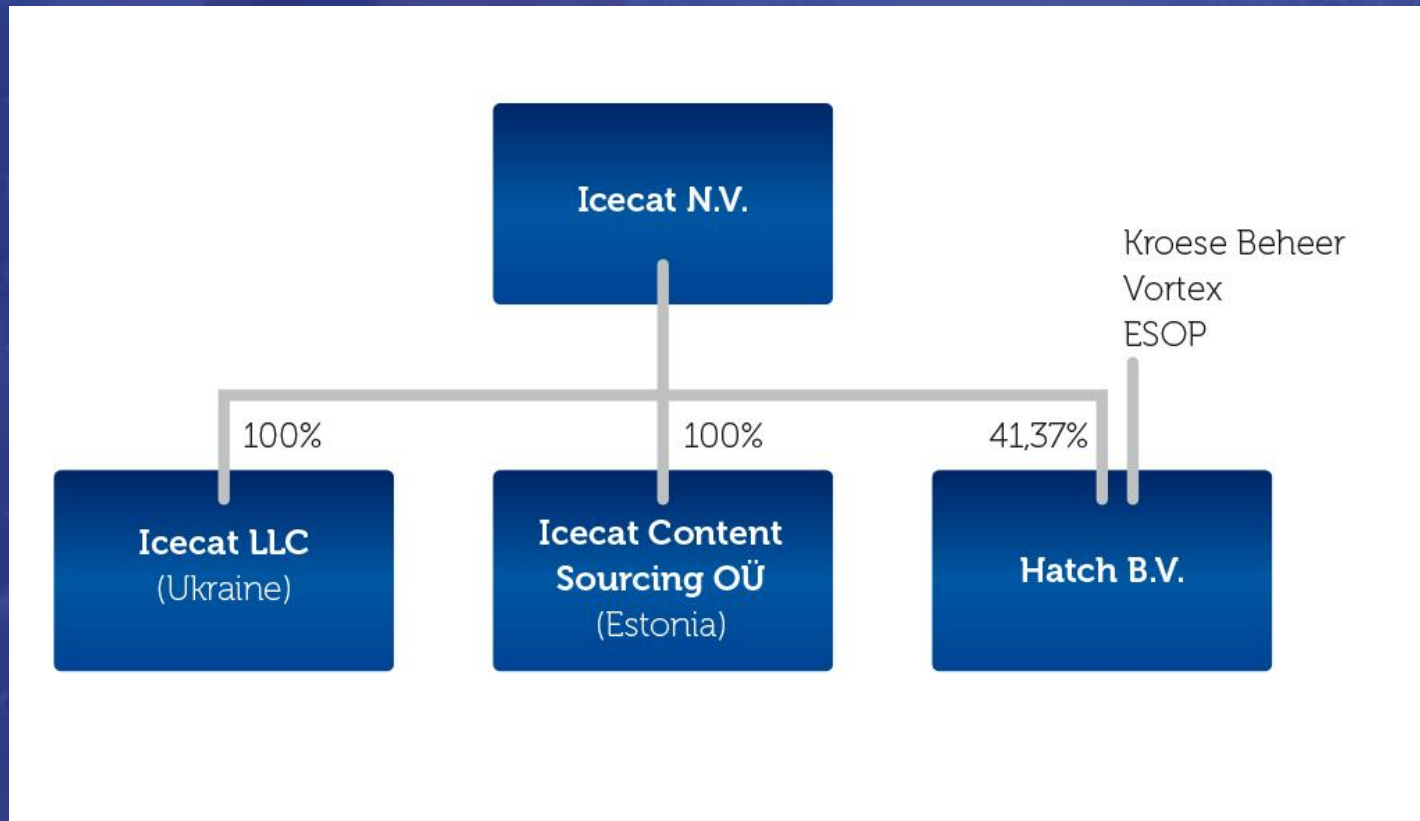 Icecat N.V.
Kroese Beheer
Vortex
ESOP
100%
100%
41,37%
Icecat LLC
(Ukraine)
Icecat Content
Sourcing OÜ
(Estonia)
Hatch B.V.